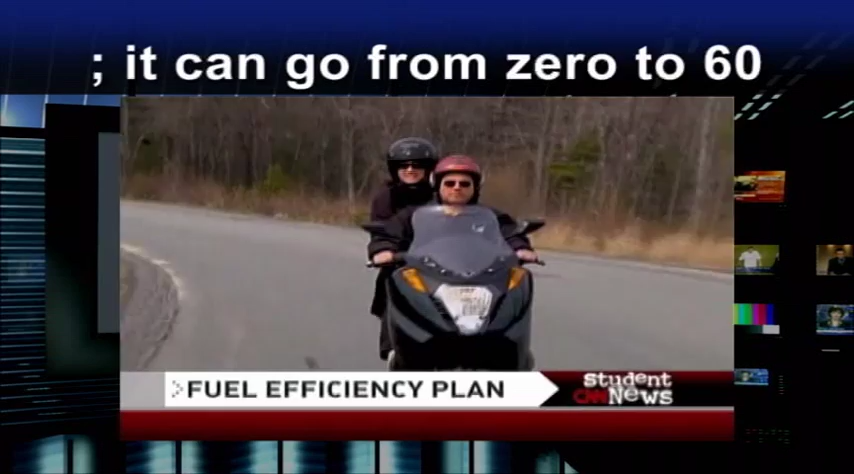 ; it can go from zero to 60
FUEL EFFICIENCY PLAN
student
CNN News